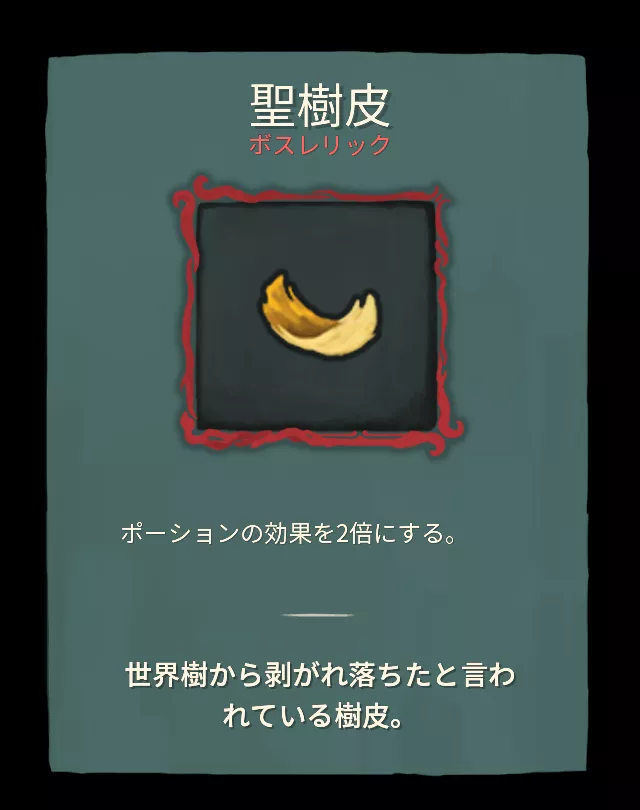 聖樹皮
ボスレリック
ポーションの効果を2倍にする。
世界樹から剥がれ落ちたと言わ
れている樹皮。